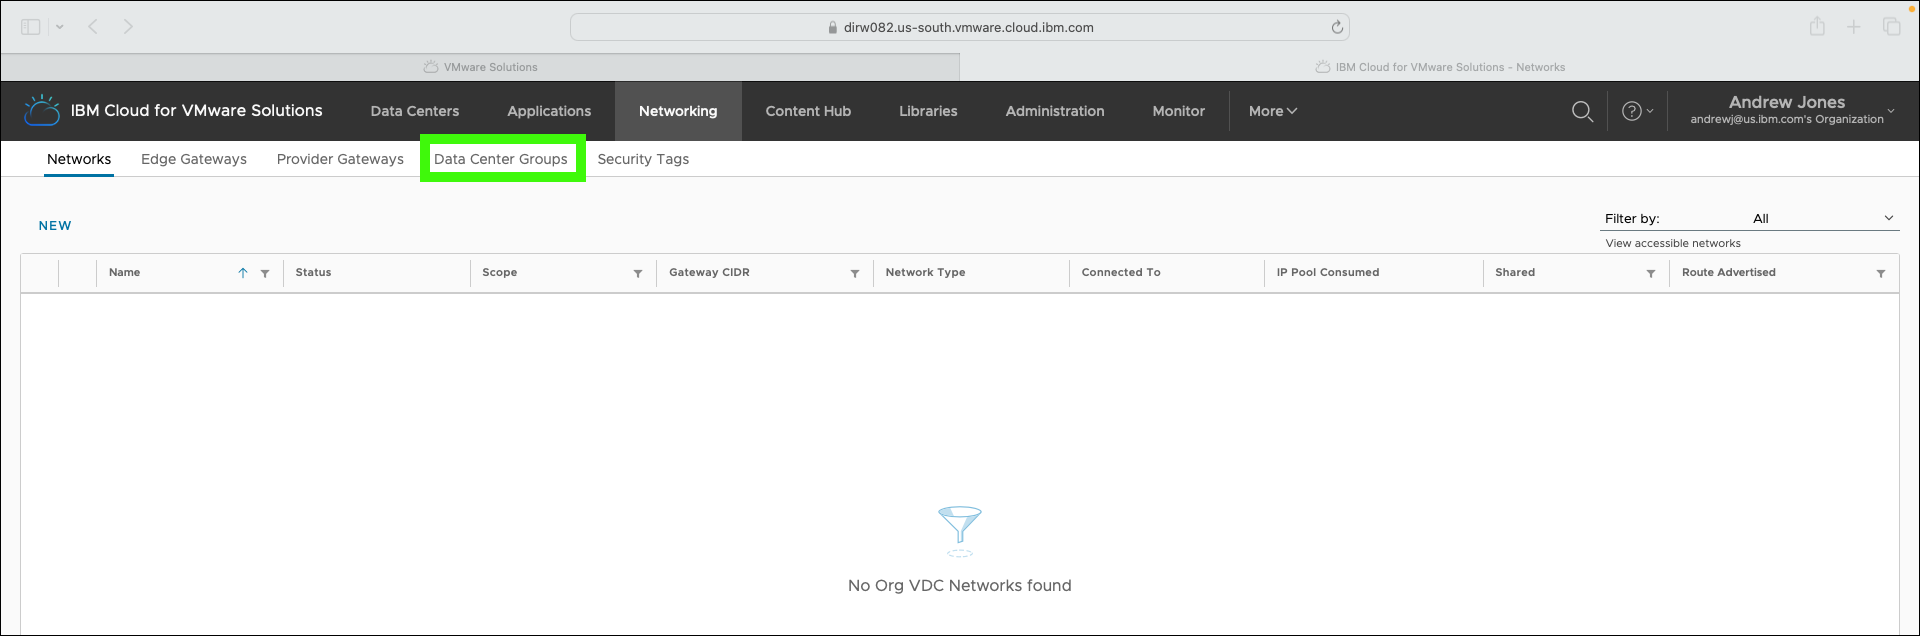 dirw082.us-south.vmware.cloud.ibm.com
VMware Solutions
IBM Cloud for VMware Solutions - Networks
IBM Cloud for VMware Solutions
Data Centers
Applications
Networking
Content Hub
Libraries
Administration
Monitor
More
?
Andrew Jones
andrewj@us.ibm.com's Organization
Networks
Edge Gateways
Provider Gateways
Data Center Groups
Security Tags
NEW
Filter by:
All
View accessible networks
Name
Status
Scope
Gateway CIDR
Network Type
Connected To
IP Pool Consumed
Shared
Route Advertised
No Org VDC Networks found